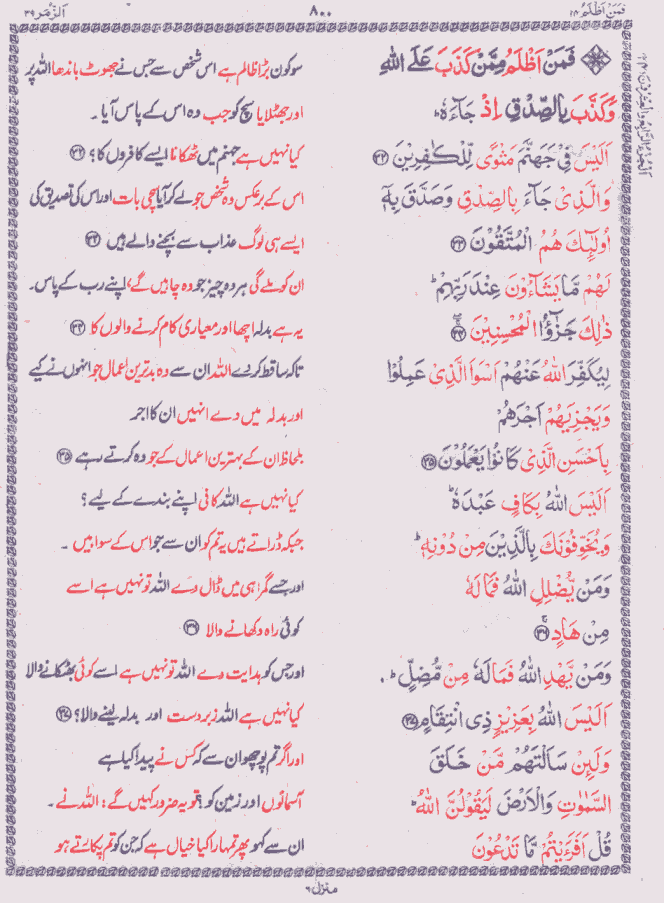 فَمَنْ اَظْلَمُ ۲۴
۸۰۰
اَلزُّمَر ۳۹
فَمَنْ اَظْلَمُ مِمَّنْ كَذَبَ عَلَے اللّٰهِ
سو کون بڑا ظالم ہے اس شخص سے جس نے جھوٹ باندھا اللہ پر
وَكَذَّبَ بِالصِّدْقِ اِذْ جَآءَهٗ ؕ
اور جھٹلایا سچ کو جب وہ اس کے پاس آیا ۔
اَلَيْسَ فِيْ جَهَنَّمَ مَثْوًى لِّلْكٰفِرِيْنَ ۝۳۲
کیا نہیں ہے جہنم میں ٹھکانا ایسے کافروں کا؟ ۝۳۲
وَالَّذِيْ جَآءَ بِالصِّدْقِ وَصَدَّقَ بِهٖٓ
اس کے برعکس وہ شخص جو لے کر آیا سچی بات اور اس کی تصدیق کی
اُولٰٓئِكَ هُمُ الْمُتَّقُوْنَ ۝۳۳
ایسے ہی لوگ عذاب سے بچنے والے ہیں ۝۳۳
لَهُمْ مَّا يَشَآءُوْنَ عِنْدَ رَبِّهِمْ ؕ
ان کو ملے گی ہر وہ چیز جو وہ چاہیں گے، اپنے رب کے پاس۔
ذٰلِكَ جَزٰٓؤُا الْمُحْسِنِيْنَ ۝۳۴
یہ ہے بدلہ اچھا اور معیاری کام کرنے والوں کا ۝۳۴
لِيُكَفِّرَ اللّٰهُ عَنْهُمْ اَسْوَاَ الَّذِيْ عَمِلُوْا
تاکہ ساقط کر دے اللہ ان سے وہ بدترین اعمال جو انہوں نے کیے
وَيَجْزِيَهُمْ اَجْرَهُمْ
اور بدلہ میں دے انہیں ان کا اجر
بِاَحْسَنِ الَّذِيْ كَانُوْا يَعْمَلُوْنَ ۝۳۵
بلحاظ ان کے بہترین اعمال کے جو وہ کرتے رہے ۝۳۵
اَلَيْسَ اللّٰهُ بِكَافٍ عَبْدَهٗ ؕ
کیا نہیں ہے اللہ کافی اپنے بندے کے لیے؟
وَيُخَوِّفُوْنَكَ بِالَّذِيْنَ مِنْ دُوْنِهٖ ؕ
جبکہ ڈراتے ہیں یہ تم کو ان سے جو اس کے سوا ہیں ۔
وَمَنْ يُّضْلِلِ اللّٰهُ فَمَا لَهٗ
اور جسے گمراہی میں ڈال دے اللہ تو نہیں ہے اسے
مِنْ هَادٍ ۝۳۶
کوئی راہ دکھانے والا ۝۳۶
وَمَنْ يَّهْدِ اللّٰهُ فَمَا لَهٗ مِنْ مُّضِلٍّ ؕ
اور جس کو ہدایت دے اللہ تو نہیں ہے اسے کوئی بھٹکانے والا
اَلَيْسَ اللّٰهُ بِعَزِيْزٍ ذِي انْتِقَامٍ ۝۳۷
کیا نہیں ہے اللہ زبردست اور بدلہ لینے والا؟ ۝۳۷
وَلَئِنْ سَاَلْتَهُمْ مَّنْ خَلَقَ
اور اگر تم پوچھو ان سے کہ کس نے پیدا کیا ہے
السَّمٰوٰتِ وَالْاَرْضَ لَيَقُوْلُنَّ اللّٰهُ ؕ
آسمانوں اور زمین کو؟ تو یہ ضرور کہیں گے: اللہ نے ۔
قُلْ اَفَرَءَيْتُمْ مَّا تَدْعُوْنَ
ان سے کہو پھر تمہارا کیا خیال ہے کہ جن کو تم پکارتے ہو
منزل ۶